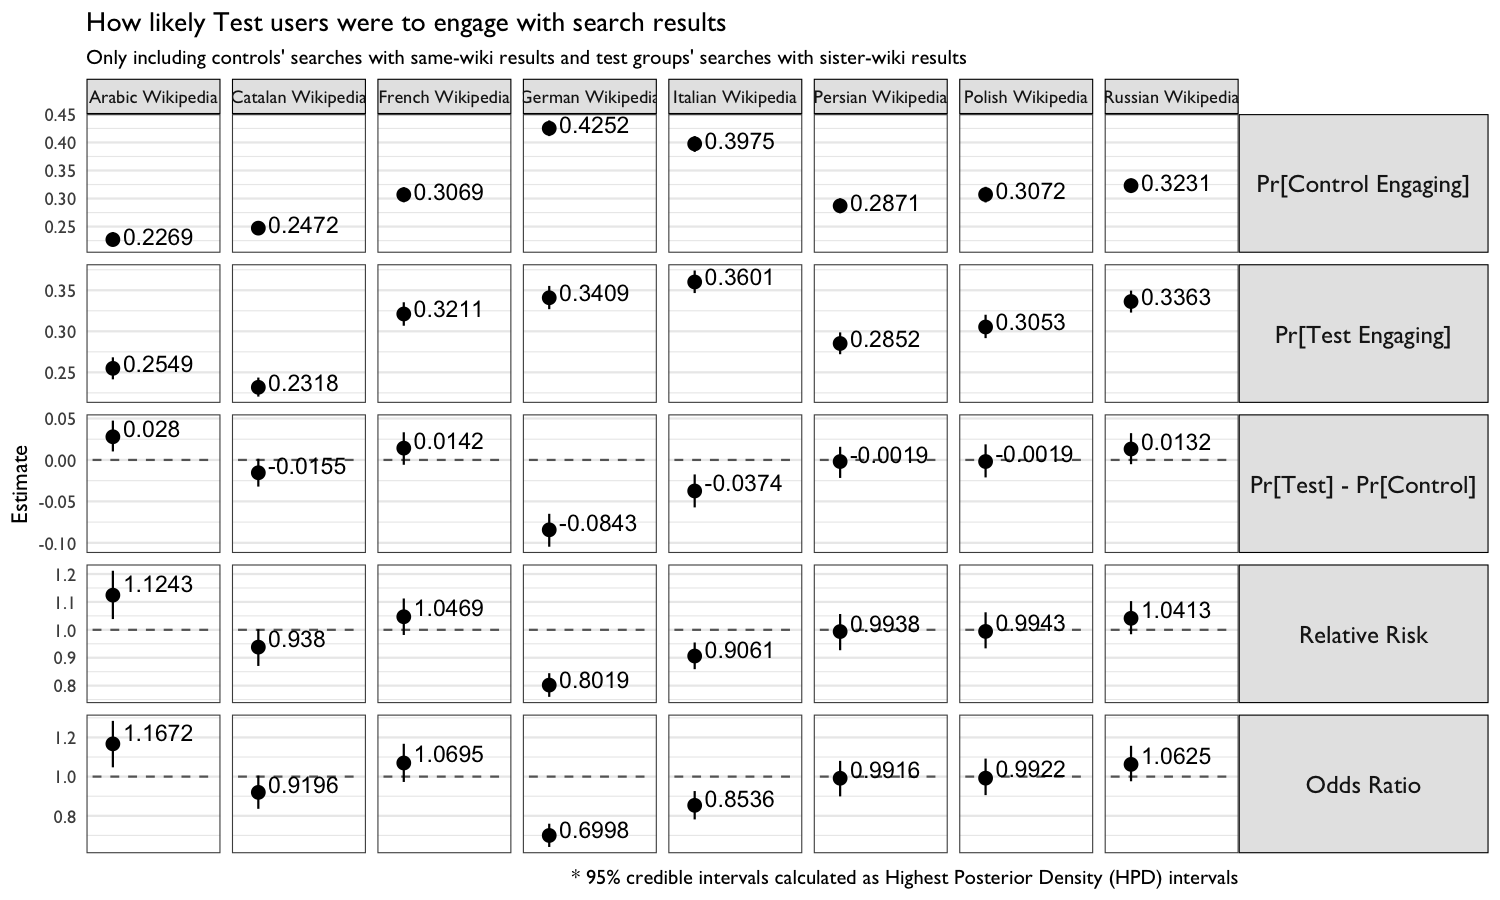 How likely Test users were to engage with search results
Only including controls' searches with same-wiki results and test groups' searches with sister-wiki results
Arabic Wikipedia Catalan Wikipedia French Wikipedia German Wikipedia Italian Wikipedia Persian Wikipedia Polish Wikipedia Russian Wikipedia
0.45
0.40
0.35
0.30
0.25
0.2269 0.2472 0.3069 0.4252 0.3975 0.2871 0.3072 0.3231
Pr[Control Engaging]
0.35
0.30
0.25
0.2549 0.2318 0.3211 0.3409 0.3601 0.2852 0.3053 0.3363
Pr[Test Engaging]
Estimate
0.05
0.00
-0.05
-0.10
0.028 -0.0155 0.0142 -0.0843 -0.0374 -0.0019 -0.0019 0.0132
Pr[Test] - Pr[Control]
1.2
1.1
1.0
0.9
0.8
1.1243 0.938 1.0469 0.8019 0.9061 0.9938 0.9943 1.0413
Relative Risk
1.2
1.0
0.8
1.1672 0.9196 1.0695 0.6998 0.8536 0.9916 0.9922 1.0625
Odds Ratio
* 95% credible intervals calculated as Highest Posterior Density (HPD) intervals